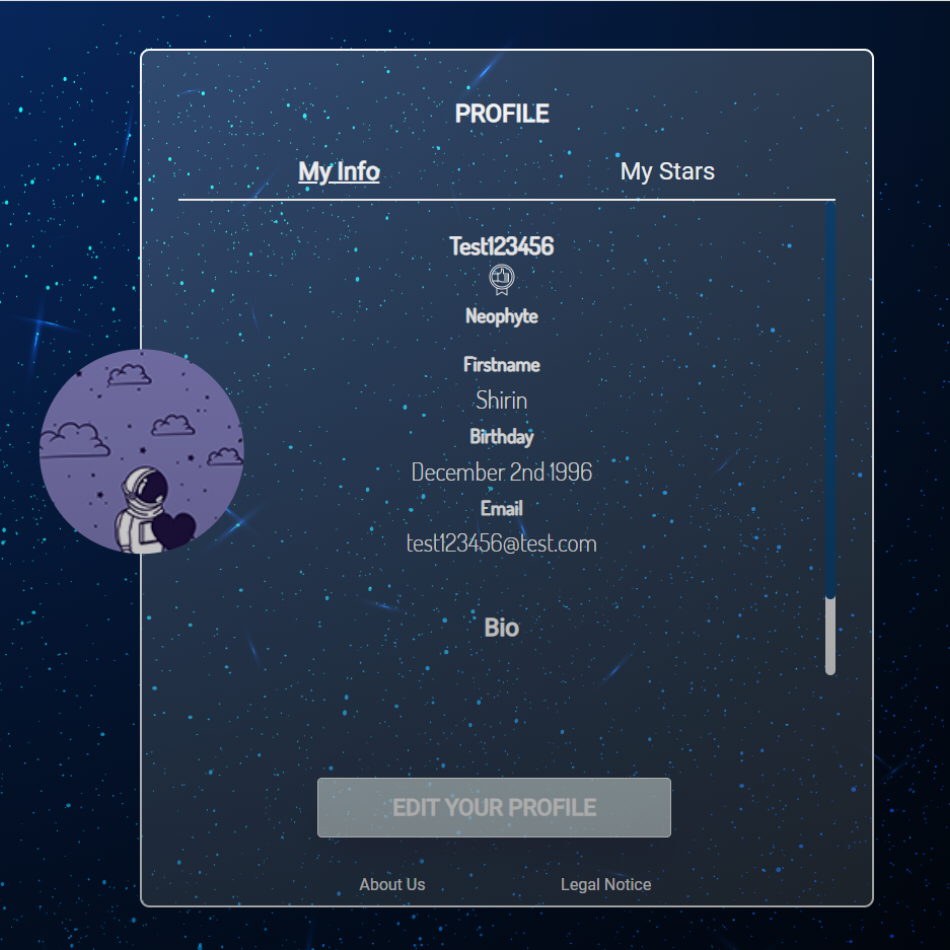 PROFILE
My Info
My Stars
Test123456
Neophyte
Firstname
Shirin
Birthday
December 2nd 1996
Email
test123456@test.com
Bio
EDIT YOUR PROFILE
About Us
Legal Notice